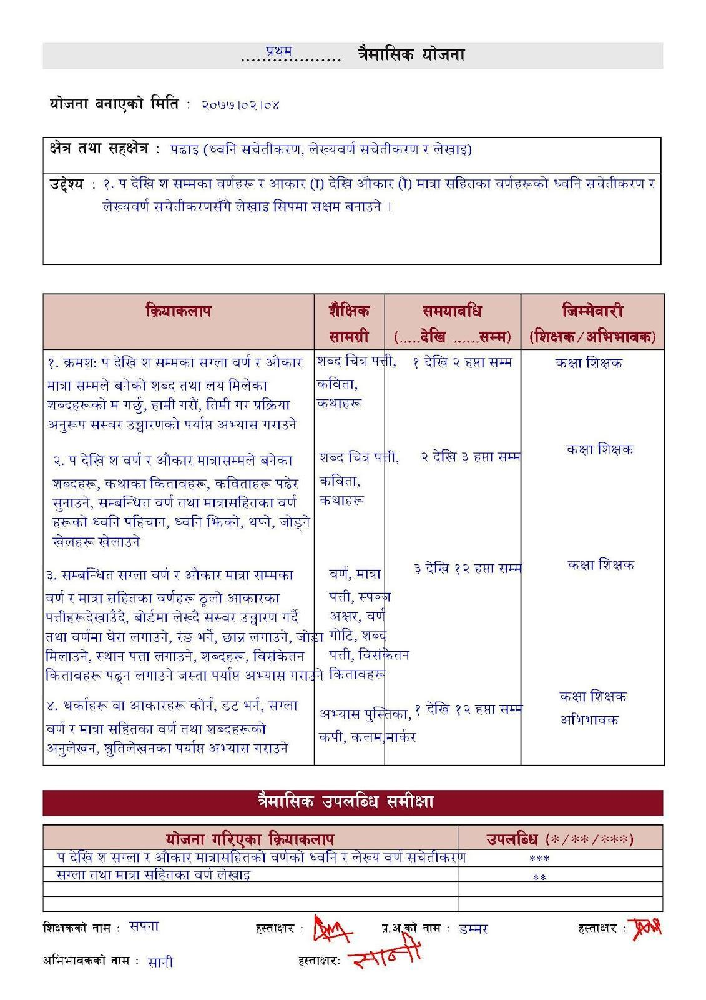 प्रथम
................... त्रैमासिक योजना
योजना बनाएको मिति : २०७७।०२।०४
क्षेत्र तथा सहक्षेत्र : पढाइ (ध्वनि सचेतीकरण, लेख्यवर्ण सचेतीकरण र लेखाइ)
उद्देश्य : १. प देखि श सम्मका वर्णहरू र आकार (ा) देखि औकार (ौ) मात्रा सहितका वर्णहरूको ध्वनि सचेतीकरण र
लेख्यवर्ण सचेतीकरणसँगै लेखाइ सिपमा सक्षम बनाउने ।
क्रियाकलाप
शैक्षिक
सामग्री
समयावधि
(.....देखि ......सम्म)
जिम्मेवारी
(शिक्षक/अभिभावक)
१. क्रमश: प देखि श सम्मका सग्ला वर्ण र औकार
मात्रा सम्मले बनेको शब्द तथा लय मिलेका
शब्दहरूको म गर्छु, हामी गरौं, तिमी गर प्रक्रिया
अनुरूप सस्वर उच्चारणको पर्याप्त अभ्यास गराउने
शब्द चित्र पत्ती,
कविता,
कथाहरू
१ देखि २ हप्ता सम्म
कक्षा शिक्षक
२. प देखि श वर्ण र औकार मात्रासम्मले बनेका
शब्दहरू, कथाका कितावहरू, कविताहरू पढेर
सुनाउने, सम्बन्धित वर्ण तथा मात्रासहितका वर्ण
हरूको ध्वनि पहिचान, ध्वनि झिक्ने, थप्ने, जोड्ने
खेलहरू खेलाउने
शब्द चित्र पत्ती,
कविता,
कथाहरू
२ देखि ३ हप्ता सम्म
कक्षा शिक्षक
३. सम्बन्धित सग्ला वर्ण र औकार मात्रा सम्मका
वर्ण र मात्रा सहितका वर्णहरू ठूलो आकारका
पत्तीहरूदेखाउँदै, बोर्डमा लेख्दै सस्वर उच्चारण गर्दै
तथा वर्णमा घेरा लगाउने, रंङ भर्ने, छान्न लगाउने, जोडा
मिलाउने, स्थान पत्ता लगाउने, शब्दहरू, विसंकेतन
कितावहरू पढ्न लगाउने जस्ता पर्याप्त अभ्यास गराउने
वर्ण, मात्रा
पत्ती, स्पञ्ज
अक्षर, वर्ण
गोटि, शब्द
पत्ती, विसंकेतन
कितावहरू
३ देखि १२ हप्ता सम्म
कक्षा शिक्षक
४. धर्काहरू वा आकारहरू कोर्न, डट भर्न, सग्ला
वर्ण र मात्रा सहितका वर्ण तथा शब्दहरूको
अनुलेखन, श्रुतिलेखनका पर्याप्त अभ्यास गराउने
अभ्यास पुस्तिका,
कपी, कलम,मार्कर
१ देखि १२ हप्ता सम्म
कक्षा शिक्षक
अभिभावक
त्रैमासिक उपलब्धि समीक्षा
योजना गरिएका क्रियाकलाप
उपलब्धि (*/**/***)
प देखि श सग्ला र औकार मात्रासहितको वर्णको ध्वनि र लेख्य वर्ण सचेतीकरण ***
सग्ला तथा मात्रा सहितका वर्ण लेखाइ **
शिक्षकको नाम : सपना हस्ताक्षर : प्र.अ.को नाम : डम्मर हस्ताक्षर :
अभिभावकको नाम : सानी हस्ताक्षर: सानी